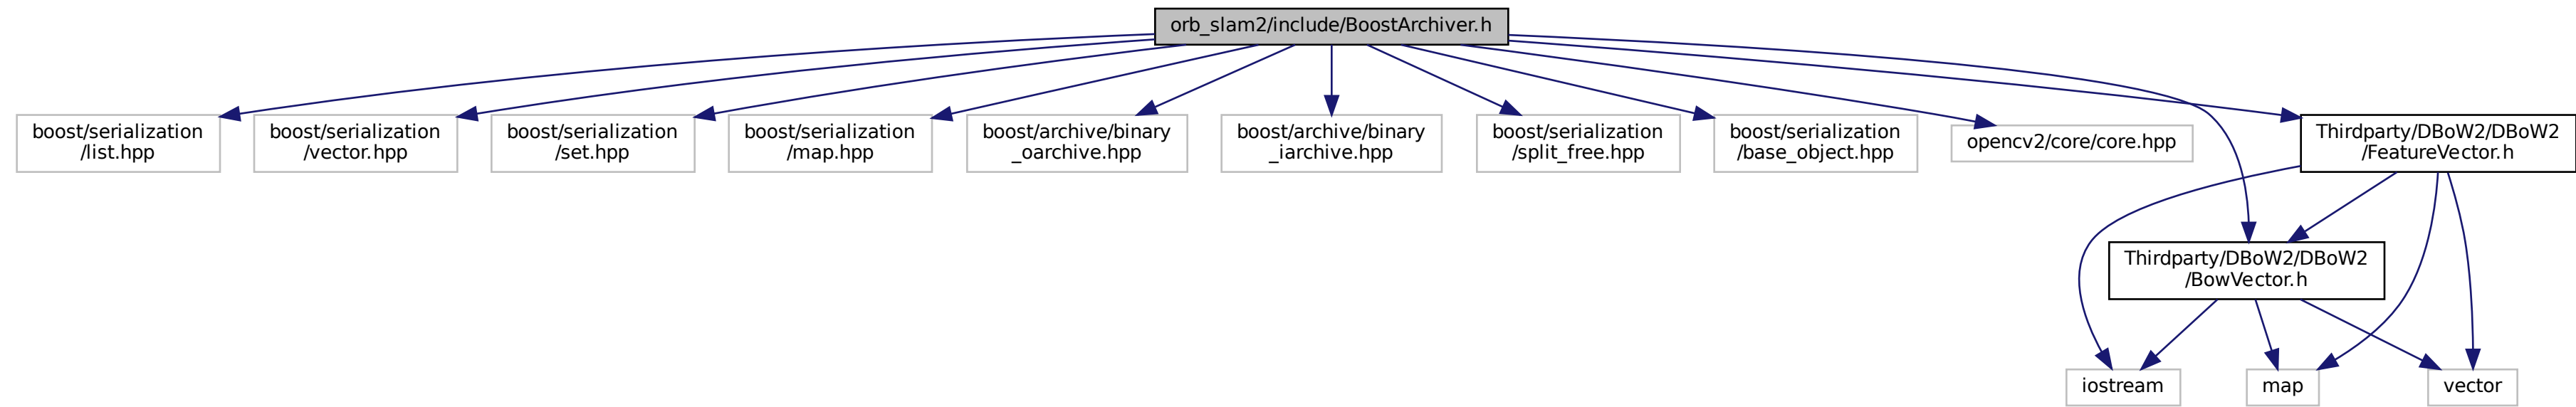 orb_slam2/include/BoostArchiver.h
boost/serialization
/list.hpp
boost/serialization
/vector.hpp
boost/serialization
/set.hpp
boost/serialization
/map.hpp
boost/archive/binary
_oarchive.hpp
boost/archive/binary
_iarchive.hpp
boost/serialization
/split_free.hpp
boost/serialization
/base_object.hpp
opencv2/core/core.hpp
Thirdparty/DBoW2/DBoW2
/FeatureVector.h
Thirdparty/DBoW2/DBoW2
/BowVector.h
iostream
map
vector